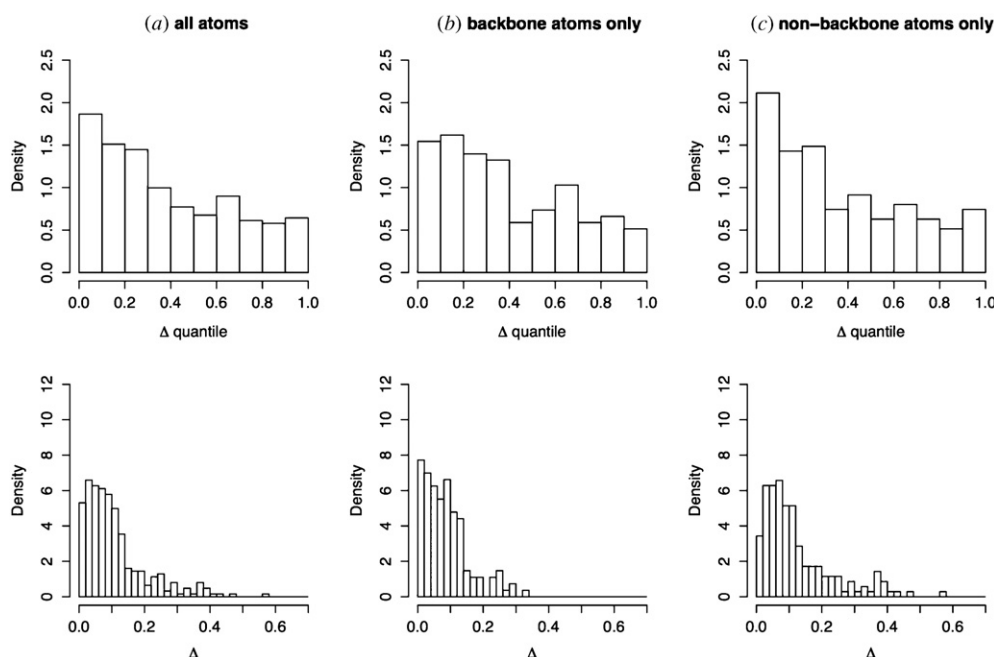 (a) all atoms
(b) backbone atoms only
(c) non-backbone atoms only
Density
0.0 0.5 1.0 1.5 2.0 2.5
0.0 0.2 0.4 0.6 0.8 1.0
Δ quantile
Density
0.0 0.5 1.0 1.5 2.0 2.5
0.0 0.2 0.4 0.6 0.8 1.0
Δ quantile
Density
0.0 0.5 1.0 1.5 2.0 2.5
0.0 0.2 0.4 0.6 0.8 1.0
Δ quantile
Density
0 2 4 6 8 10 12
0.0 0.2 0.4 0.6
Δ
Density
0 2 4 6 8 10 12
0.0 0.2 0.4 0.6
Δ
Density
0 2 4 6 8 10 12
0.0 0.2 0.4 0.6
Δ